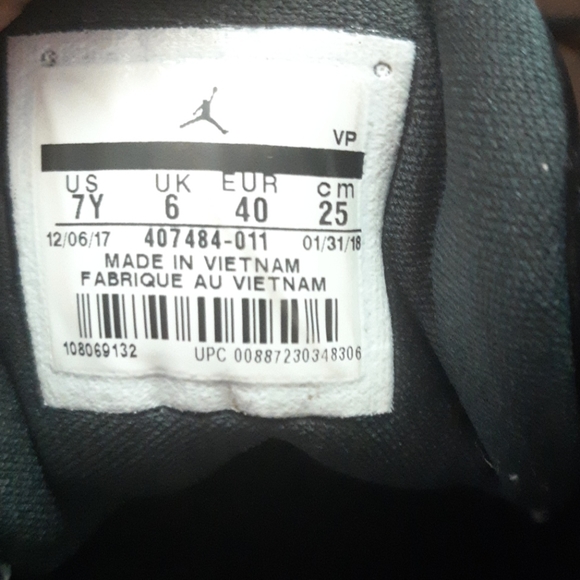 VP
US UK EUR cm
7Y 6 40 25
12/06/17 407484-011 01/31/18
MADE IN VIETNAM
FABRIQUE AU VIETNAM
108069132 UPC 00887230348306